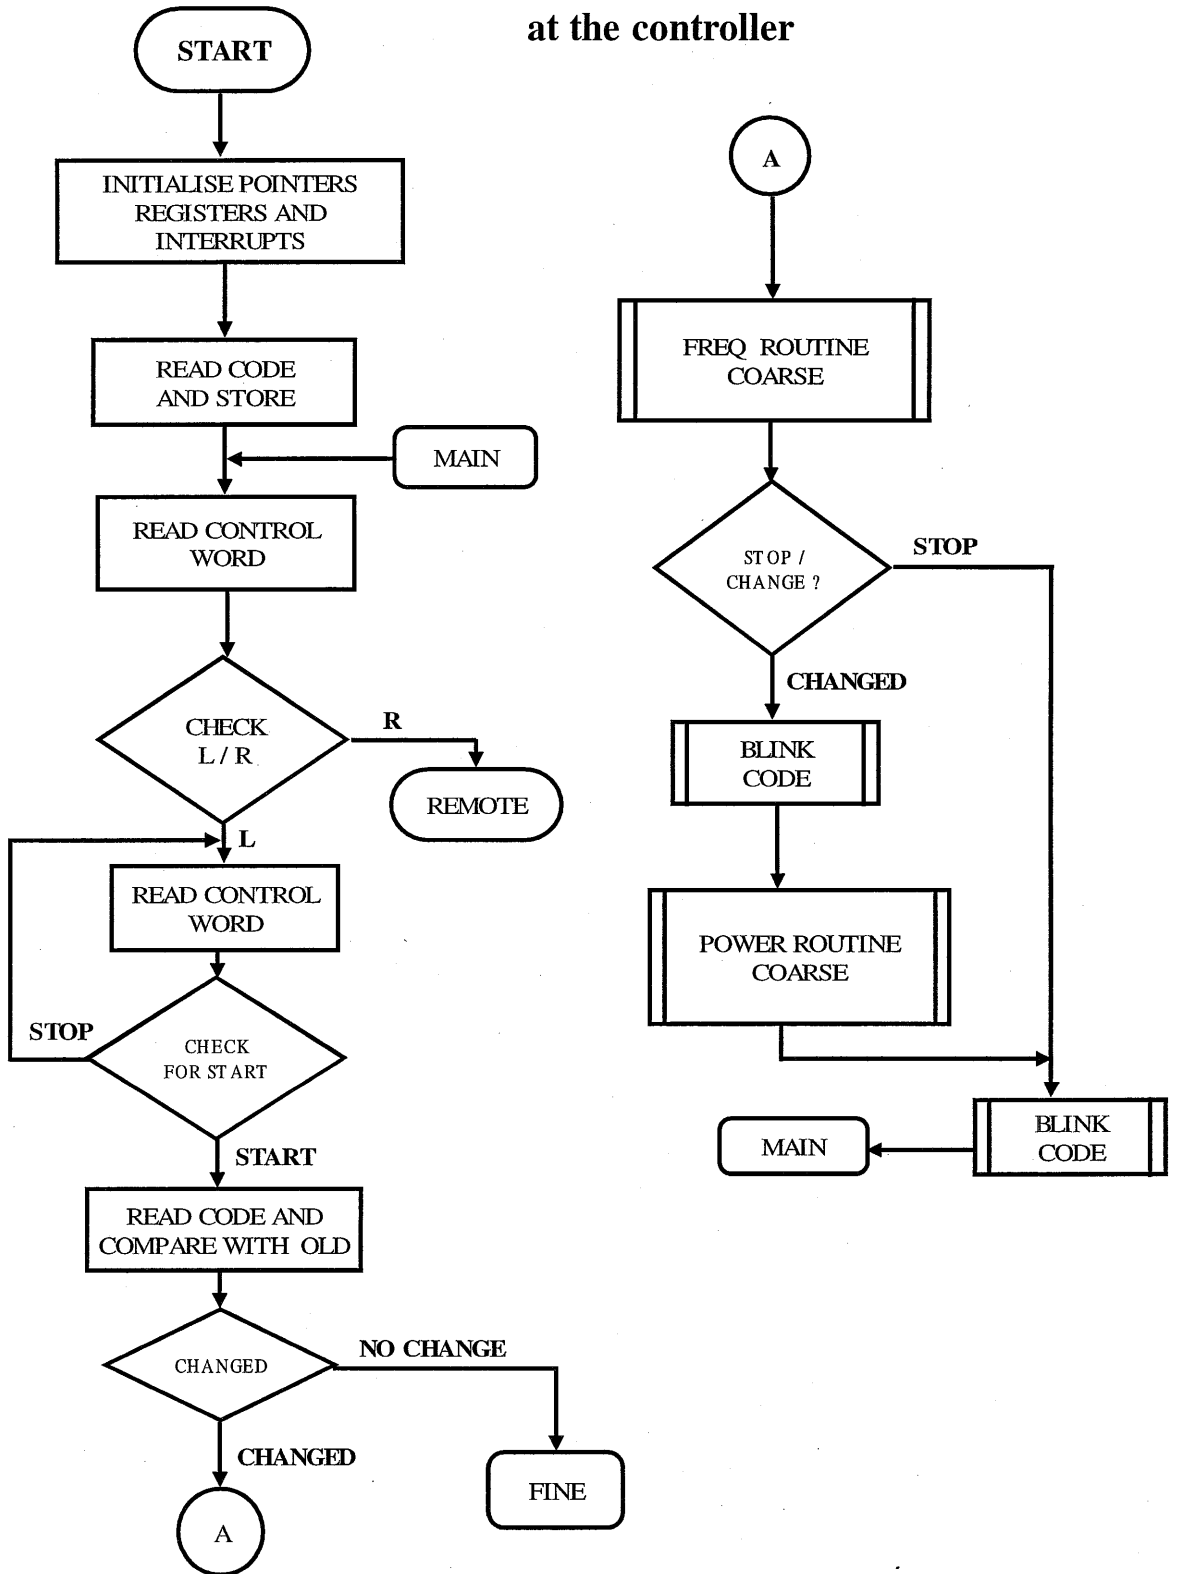 at the controller
START
INITIALISE POINTERS
REGISTERS AND
INTERRUPTS
READ CODE
AND STORE
MAIN
READ CONTROL
WORD
CHECK
L / R
R
REMOTE
L
READ CONTROL
WORD
STOP
CHECK
FOR START
START
READ CODE AND
COMPARE WITH OLD
CHANGED
NO CHANGE
CHANGED
FINE
A
A
FREQ ROUTINE
COARSE
STOP /
CHANGE ?
STOP
CHANGED
BLINK
CODE
POWER ROUTINE
COARSE
BLINK
CODE
MAIN